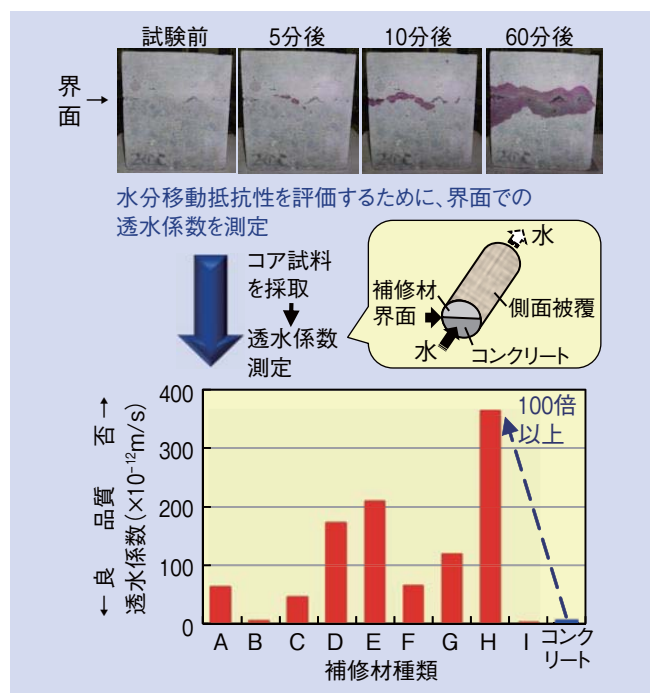 試験前 5分後 10分後 60分後
界面→
水分移動抵抗性を評価するために、界面での
透水係数を測定
コア試料
を採取
透水係数
測定
水
補修材
界面
側面被覆
水
コンクリート
← 良 品質 否 →
透水係数(×10⁻¹²m/s)
400
300
200
100
0
100倍
以上
A B C D E F G H I コンク
リート
補修材種類